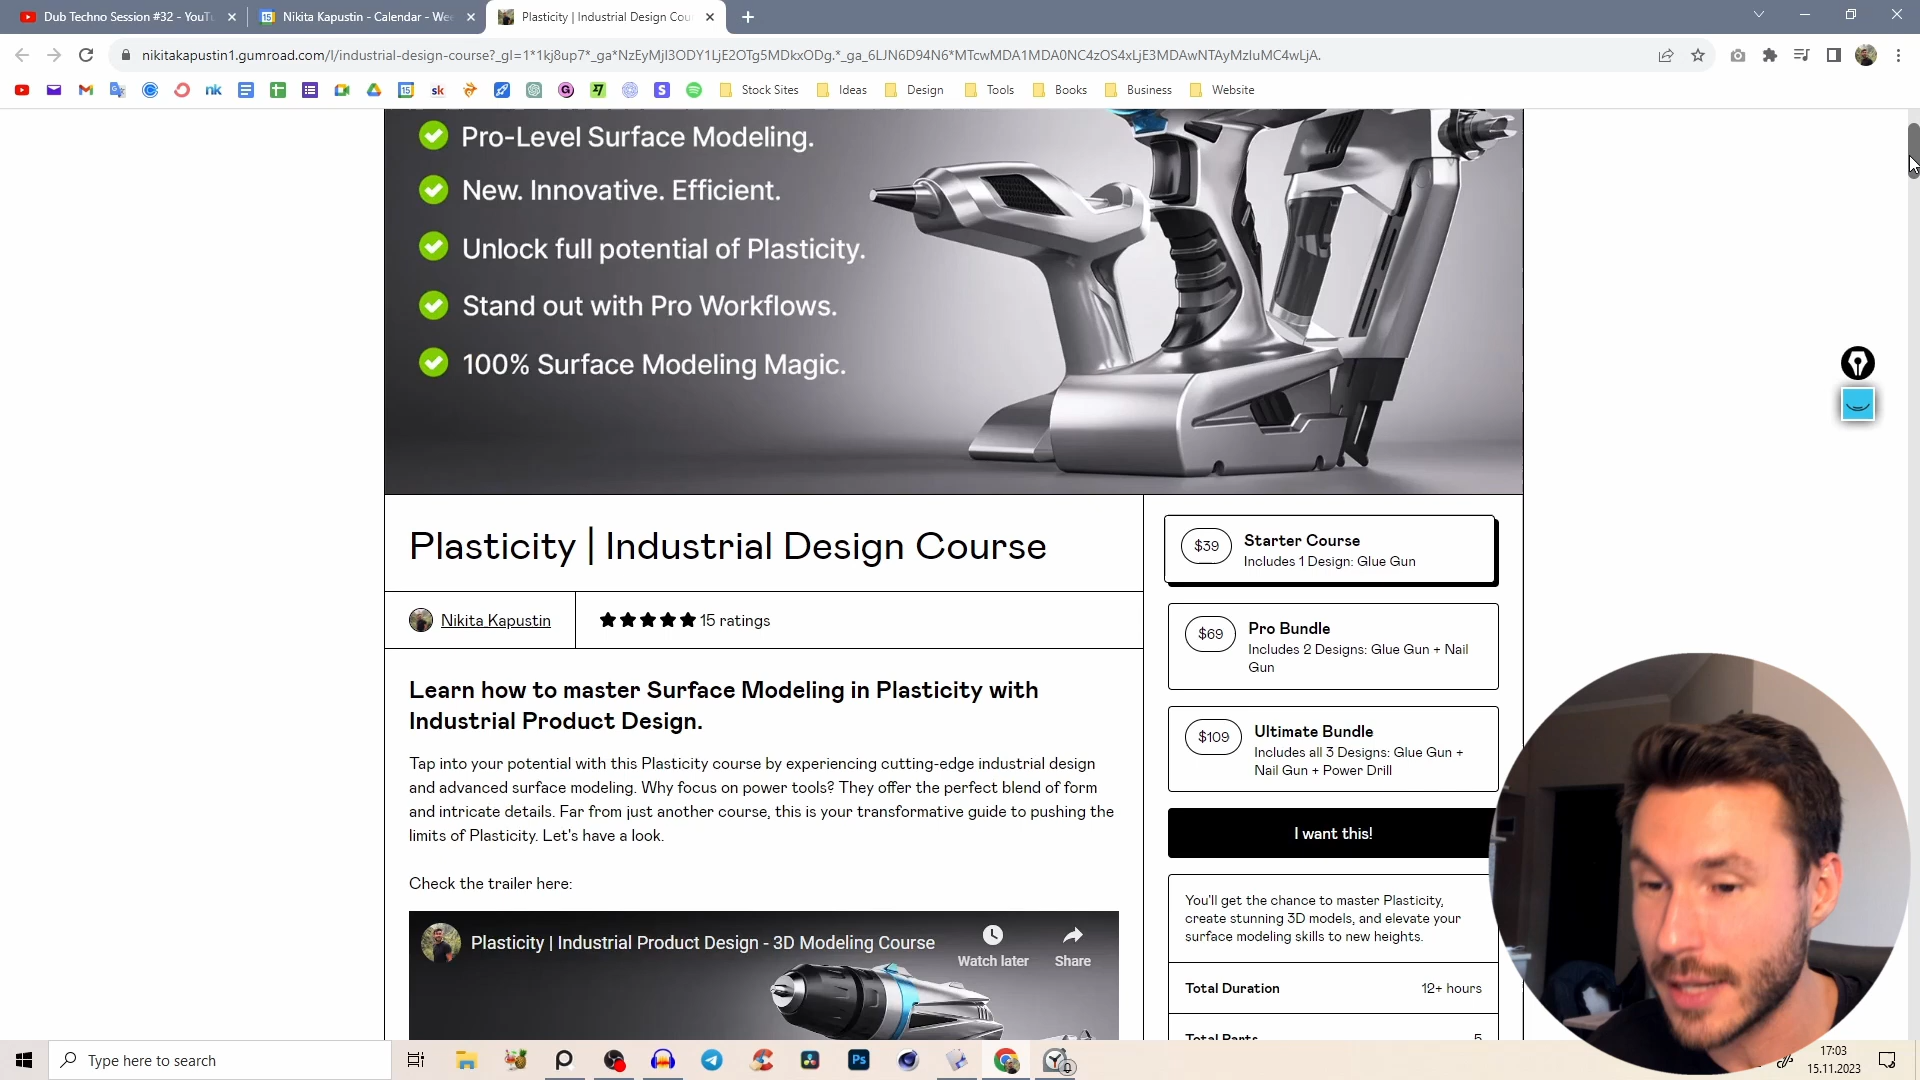 Dub Techno Session #32 - YouTu
Nikita Kapustin - Calendar - Wee
Plasticity | Industrial Design Cou
nikitakapustin1.gumroad.com/l/industrial-design-course?_gl=1*1kj8up7*_ga*NzEyMjI3ODY1LjE2OTg5MDkxODg.*_ga_6LJN6D94N6*MTcwMDA1MDA0NC4zOS4xLjE3MDAwNTAyMzIuMC4wLjA.
nk
sk
Stock Sites
Ideas
Design
Tools
Books
Business
Website
Pro-Level Surface Modeling.
New. Innovative. Efficient.
Unlock full potential of Plasticity.
Stand out with Pro Workflows.
100% Surface Modeling Magic.
Plasticity | Industrial Design Course
Nikita Kapustin
15 ratings
Learn how to master Surface Modeling in Plasticity with
Industrial Product Design.
Tap into your potential with this Plasticity course by experiencing cutting-edge industrial design
and advanced surface modeling. Why focus on power tools? They offer the perfect blend of form
and intricate details. Far from just another course, this is your transformative guide to pushing the
limits of Plasticity. Let's have a look.
Check the trailer here:
Plasticity | Industrial Product Design - 3D Modeling Course
Watch later
Share
$39
Starter Course
Includes 1 Design: Glue Gun
$69
Pro Bundle
Includes 2 Designs: Glue Gun + Nail
Gun
$109
Ultimate Bundle
Includes all 3 Designs: Glue Gun +
Nail Gun + Power Drill
I want this!
You'll get the chance to master Plasticity,
create stunning 3D models, and elevate your
surface modeling skills to new heights.
Total Duration
12+ hours
Total Parts
5
Type here to search
Ps
17:03
15.11.2023